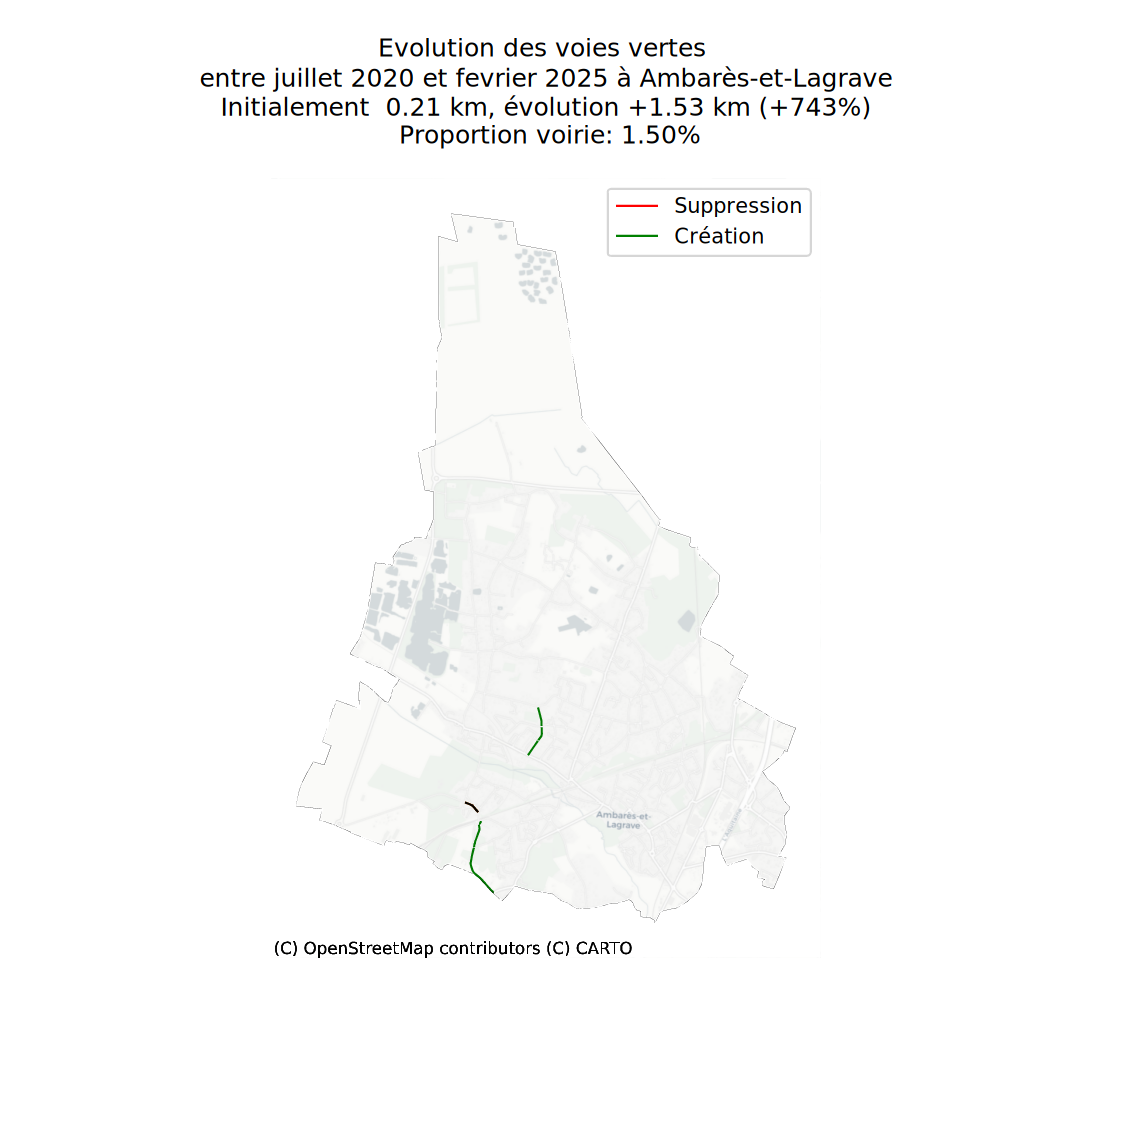 Evolution des voies vertes
entre juillet 2020 et fevrier 2025 à Ambarès-et-Lagrave
Initialement  0.21 km, évolution +1.53 km (+743%)
Proportion voirie: 1.50%
Suppression
Création
Ambarès-et-
Lagrave
(C) OpenStreetMap contributors (C) CARTO